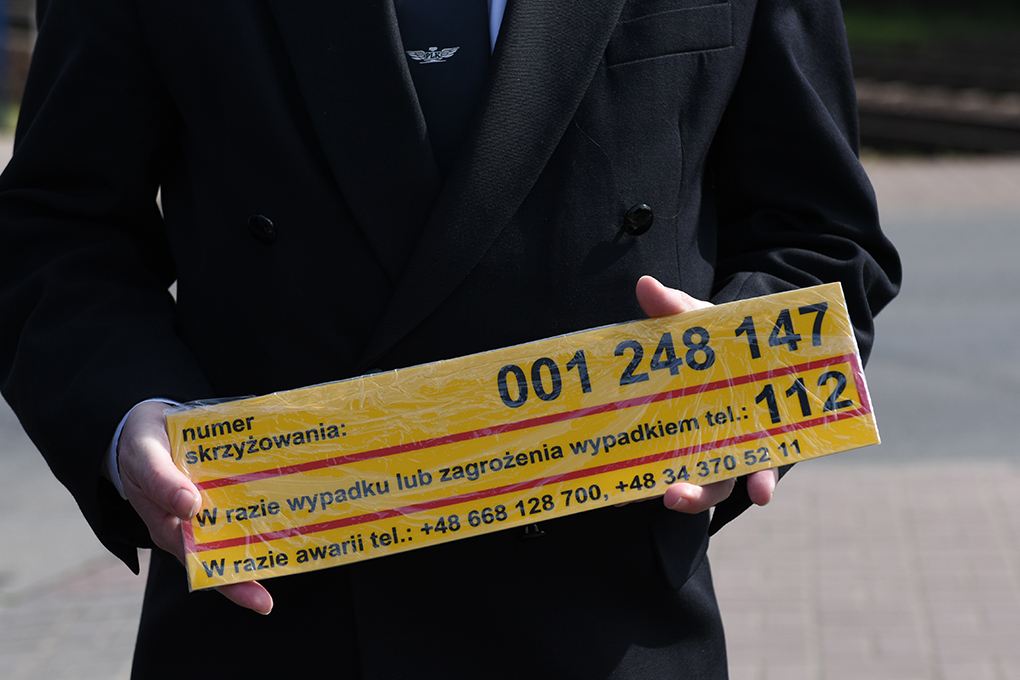 PLK
numer
skrzyżowania: 001 248 147
W razie wypadku lub zagrożenia wypadkiem tel.: 112
W razie awarii tel.: +48 668 128 700, +48 34 370 52 11